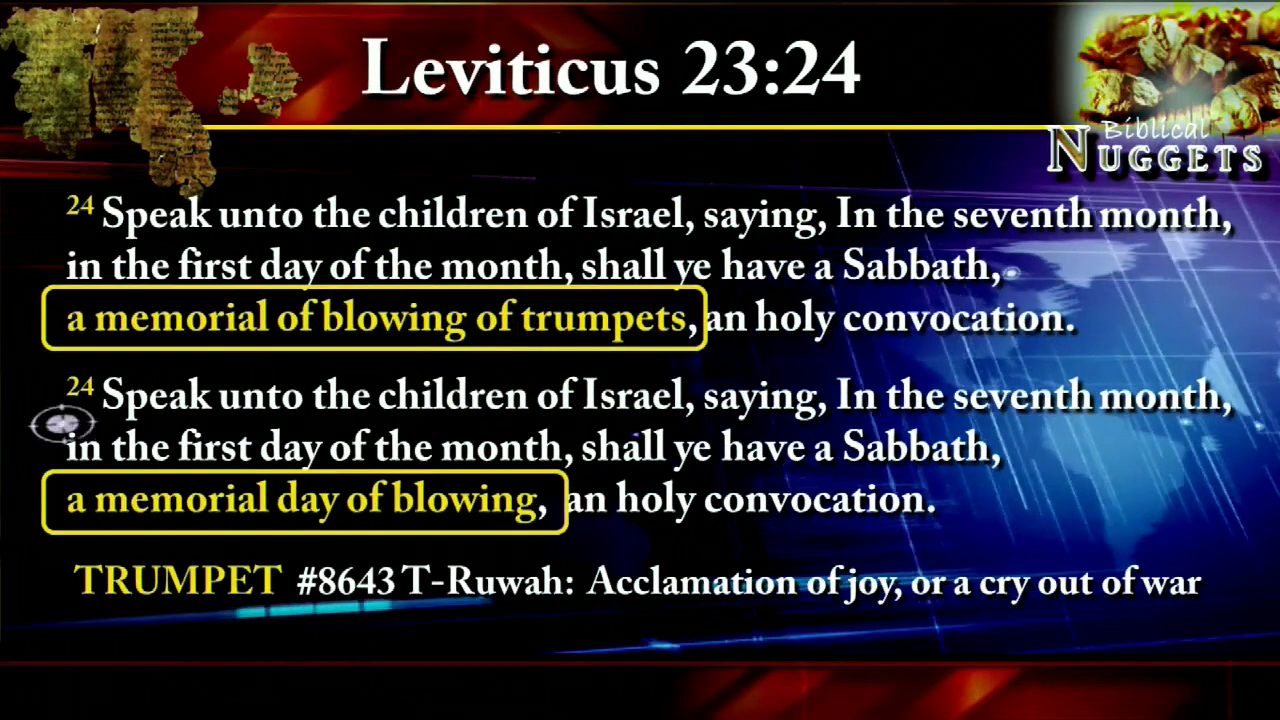 Leviticus 23:24
Biblical
NUGGETS
24 Speak unto the children of Israel, saying, In the seventh month,
in the first day of the month, shall ye have a Sabbath,
a memorial of blowing of trumpets, an holy convocation.
24 Speak unto the children of Israel, saying, In the seventh month,
in the first day of the month, shall ye have a Sabbath,
a memorial day of blowing, an holy convocation.
TRUMPET #8643 T-Ruwah: Acclamation of joy, or a cry out of war